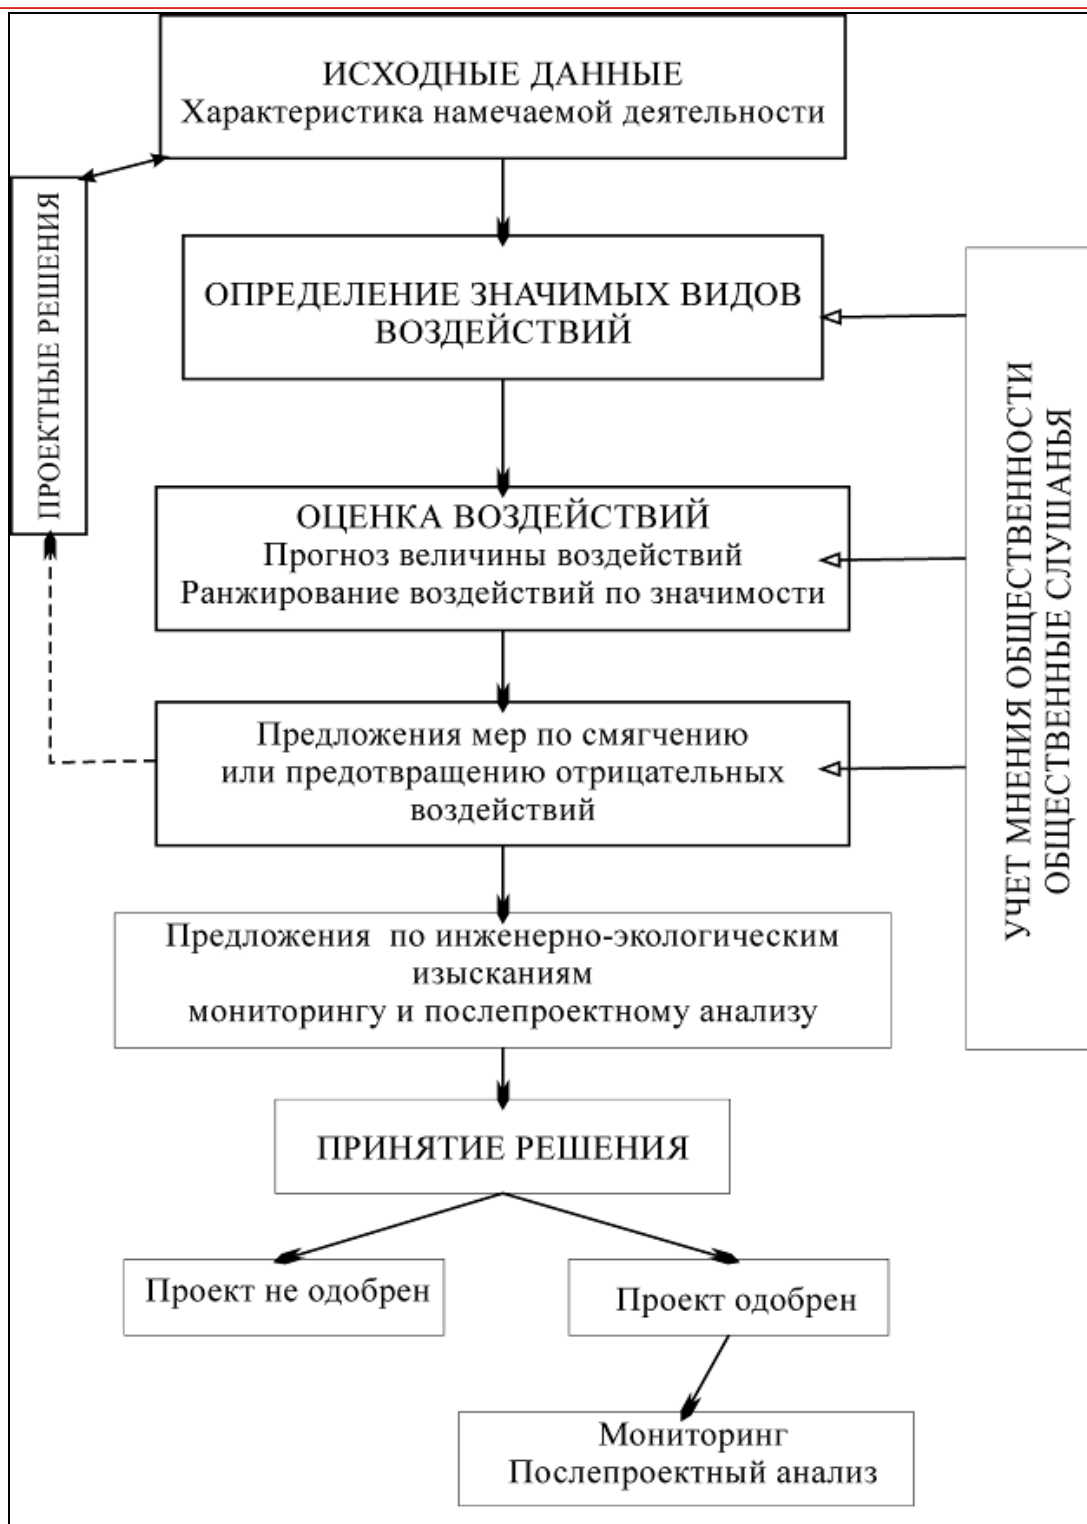 ИСХОДНЫЕ ДАННЫЕ
Характеристика намечаемой деятельности
ПРОЕКТНЫЕ РЕШЕНИЯ
ОПРЕДЕЛЕНИЕ ЗНАЧИМЫХ ВИДОВ
ВОЗДЕЙСТВИЙ
УЧЕТ МНЕНИЯ ОБЩЕСТВЕННОСТИ
ОБЩЕСТВЕННЫЕ СЛУШАНЬЯ
ОЦЕНКА ВОЗДЕЙСТВИЙ
Прогноз величины воздействий
Ранжирование воздействий по значимости
Предложения мер по смягчению
или предотвращению отрицательных
воздействий
Предложения по инженерно-экологическим
изысканиям
мониторингу и послепроектному анализу
ПРИНЯТИЕ РЕШЕНИЯ
Проект не одобрен
Проект одобрен
Мониторинг
Послепроектный анализ